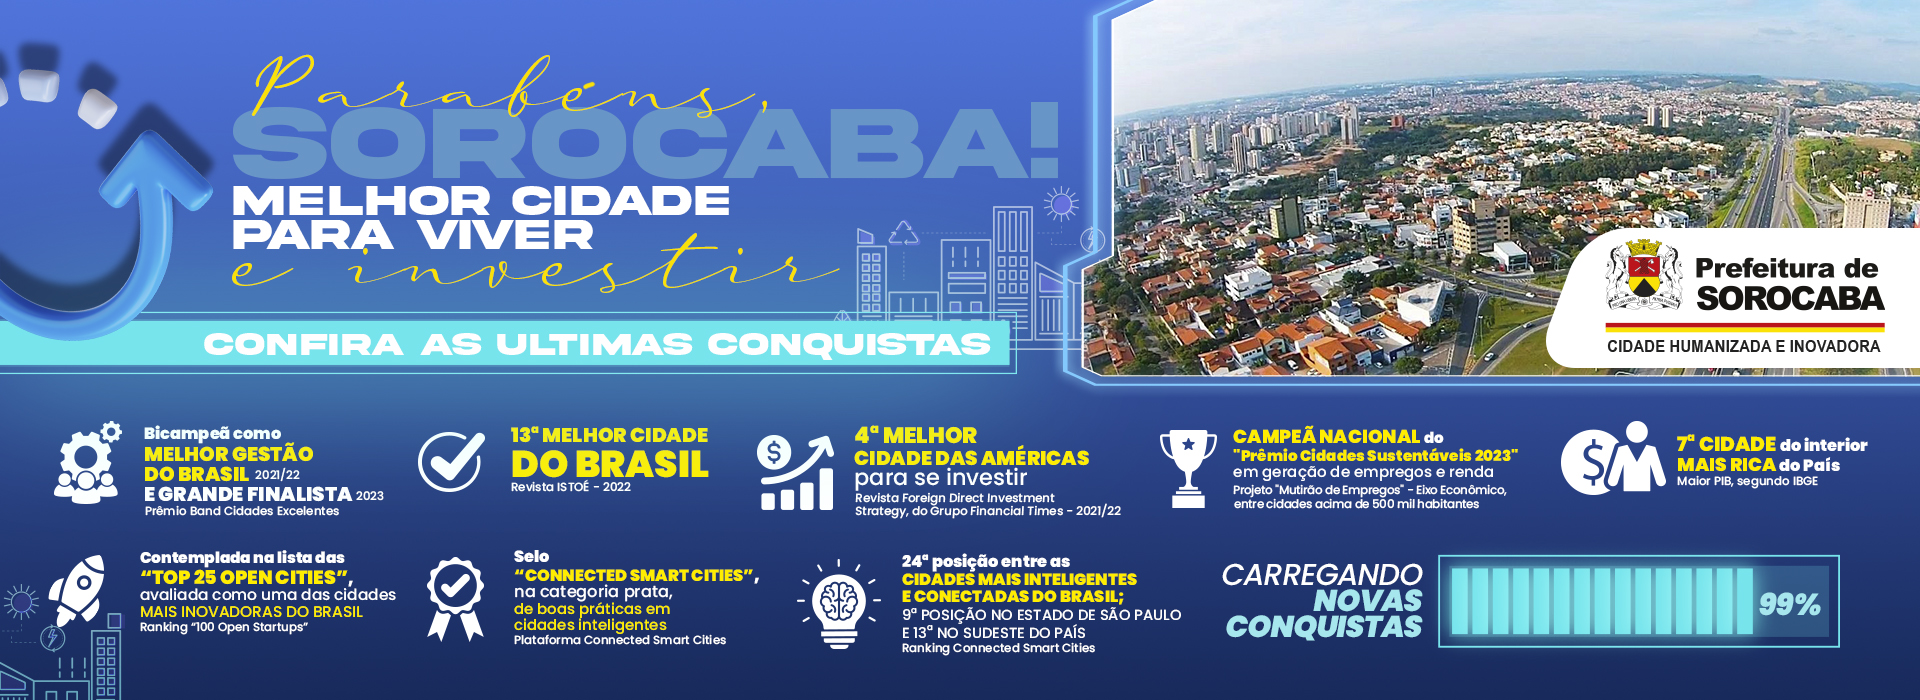 Parabéns,
SOROCABA!
MELHOR CIDADE
PARA VIVER
e investir
CONFIRA AS ULTIMAS CONQUISTAS
Prefeitura de
SOROCABA
CIDADE HUMANIZADA E INOVADORA
Bicampeã como
MELHOR GESTÃO
DO BRASIL 2021/22
E GRANDE FINALISTA 2023
Prêmio Band Cidades Excelentes
13ª MELHOR CIDADE
DO BRASIL
Revista ISTOÉ - 2022
4ª MELHOR
CIDADE DAS AMÉRICAS
para se investir
Revista Foreign Direct Investment
Strategy, do Grupo Financial Times - 2021/22
CAMPEÃ NACIONAL do
"Prêmio Cidades Sustentáveis 2023"
em geração de empregos e renda
Projeto "Mutirão de Empregos" - Eixo Econômico,
entre cidades acima de 500 mil habitantes
7ª CIDADE do interior
MAIS RICA do País
Maior PIB, segundo IBGE
Contemplada na lista das
“TOP 25 OPEN CITIES”,
avaliada como uma das cidades
MAIS INOVADORAS DO BRASIL
Ranking “100 Open Startups”
Selo
“CONNECTED SMART CITIES”,
na categoria prata,
de boas práticas em
cidades inteligentes
Plataforma Connected Smart Cities
24ª posição entre as
CIDADES MAIS INTELIGENTES
E CONECTADAS DO BRASIL;
9ª POSIÇÃO NO ESTADO DE SÃO PAULO
E 13ª NO SUDESTE DO PAÍS
Ranking Connected Smart Cities
CARREGANDO
NOVAS
CONQUISTAS
99%